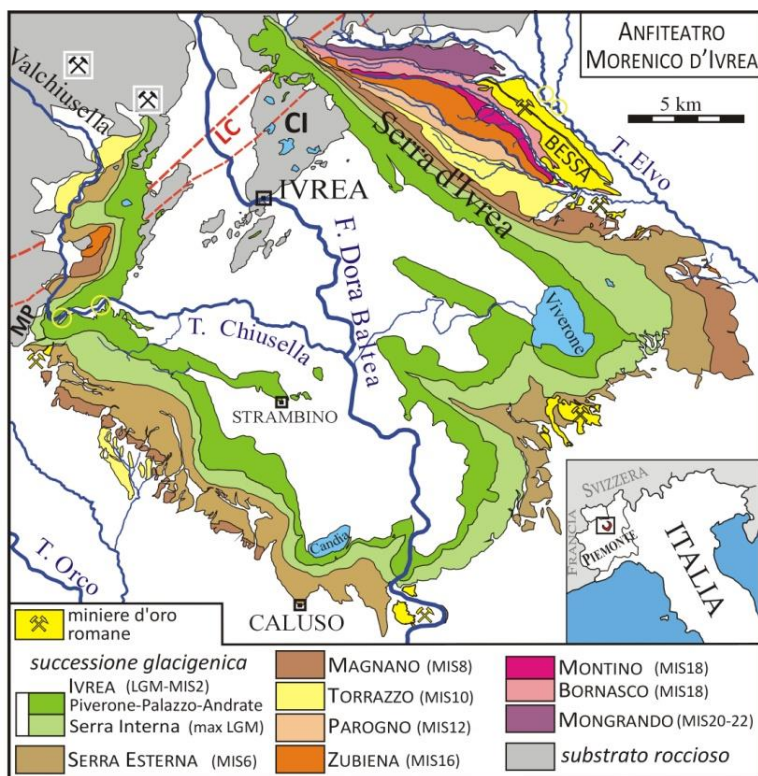 ANFITEATRO
MORENICO D'IVREA
5 km
Valchiusella
LC
CI
IVREA
Serra d'Ivrea
BESSA
T. Elvo
F. Dora Baltea
MP
T. Chiusella
Viverone
STRAMBINO
T. Orco
Candia
CALUSO
SVIZZERA
FRANCIA
PIEMONTE
ITALIA
miniere d'oro
romane
successione glacigenica
IVREA (LGM-MIS2)
Piverone-Palazzo-Andrate
Serra Interna (max LGM)
SERRA ESTERNA (MIS6)
MAGNANO (MIS8)
TORRAZZO (MIS10)
PAROGNO (MIS12)
ZUBIENA (MIS16)
MONTINO (MIS18)
BORNASCO (MIS18)
MONGRANDO (MIS20-22)
substrato roccioso